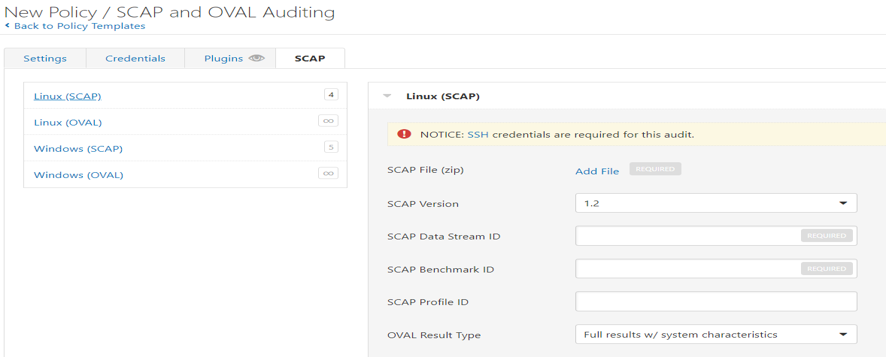 New Policy / SCAP and OVAL Auditing
Back to Policy Templates
Settings Credentials Plugins SCAP
Linux (SCAP) 4
Linux (OVAL) ∞
Windows (SCAP) 5
Windows (OVAL) ∞
Linux (SCAP)
NOTICE: SSH credentials are required for this audit.
SCAP File (zip) Add File REQUIRED
SCAP Version 1.2
SCAP Data Stream ID REQUIRED
SCAP Benchmark ID REQUIRED
SCAP Profile ID
OVAL Result Type Full results w/ system characteristics